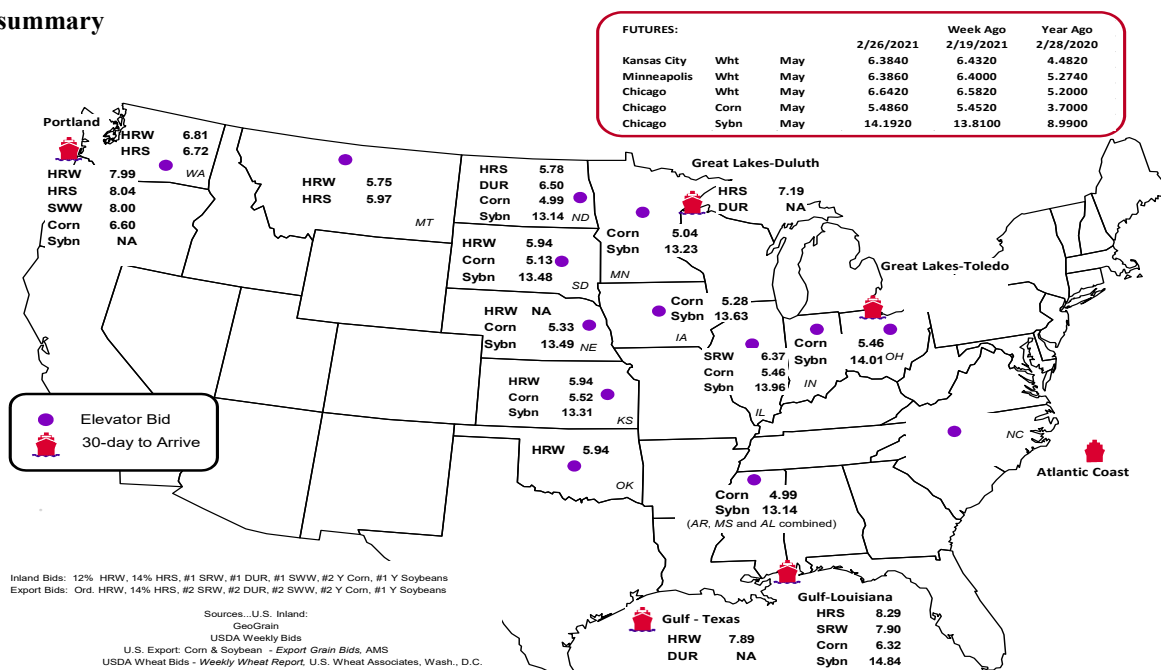 summary
FUTURES: Week Ago Year Ago
2/26/2021 2/19/2021 2/28/2020
Kansas City Wht May 6.3840 6.4320 4.4820
Minneapolis Wht May 6.3860 6.4000 5.2740
Chicago Wht May 6.6420 6.5820 5.2000
Chicago Corn May 5.4860 5.4520 3.7000
Chicago Sybn May 14.1920 13.8100 8.9900
Portland
HRW 7.99
HRS 8.04
SWW 8.00
Corn 6.60
Sybn NA
HRW 6.81
HRS 6.72
WA
HRW 5.75
HRS 5.97
MT
HRS 5.78
DUR 6.50
Corn 4.99
Sybn 13.14 ND
HRW 5.94
Corn 5.13
Sybn 13.48
SD
HRW NA
Corn 5.33
Sybn 13.49 NE
HRW 5.94
Corn 5.52
Sybn 13.31
KS
HRW 5.94
OK
Corn 5.04
Sybn 13.23
MN
Great Lakes-Duluth
HRS 7.19
DUR NA
Corn 5.28
Sybn 13.63
IA
SRW 6.37
Corn 5.46
Sybn 13.96
IL
Great Lakes-Toledo
Corn 5.46
Sybn 14.01 OH
IN
NC
Atlantic Coast
Corn 4.99
Sybn 13.14
(AR, MS and AL combined)
Elevator Bid
30-day to Arrive
Gulf - Texas
HRW 7.89
DUR NA
Gulf-Louisiana
HRS 8.29
SRW 7.90
Corn 6.32
Sybn 14.84
Inland Bids: 12% HRW, 14% HRS, #1 SRW, #1 DUR, #1 SWW, #2 Y Corn, #1 Y Soybeans
Export Bids: Ord. HRW, 14% HRS, #2 SRW, #2 DUR, #2 SWW, #2 Y Corn, #1 Y Soybeans
Sources...U.S. Inland:
GeoGrain
USDA Weekly Bids
U.S. Export: Corn & Soybean - Export Grain Bids, AMS
USDA Wheat Bids - Weekly Wheat Report, U.S. Wheat Associates, Wash., D.C.